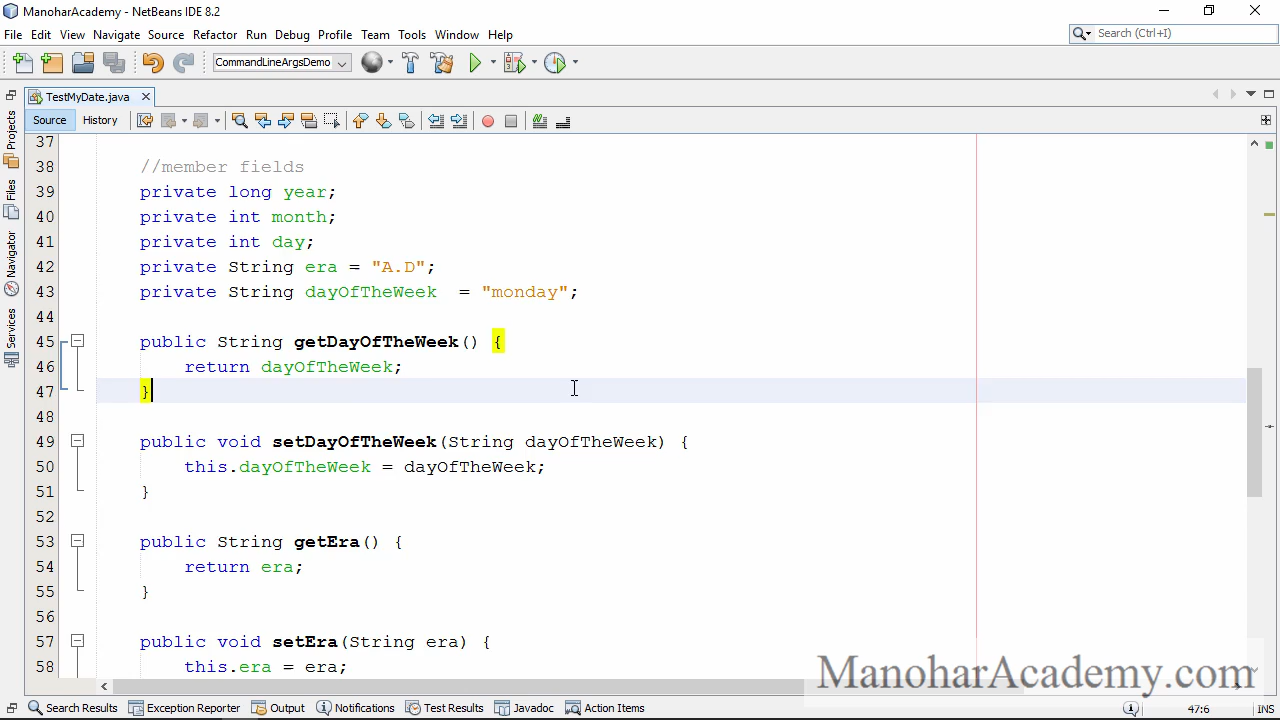 ManoharAcademy - NetBeans IDE 8.2
File Edit View Navigate Source Refactor Run Debug Profile Team Tools Window Help
Search (Ctrl+I)
CommandLineArgsDemo
TestMyDate.java
Source History
Projects
Files
Navigator
Services
37
38 //member fields
39 private long year;
40 private int month;
41 private int day;
42 private String era = "A.D";
43 private String dayOfTheWeek  = "monday";
44
45 public String getDayOfTheWeek() {
46 return dayOfTheWeek;
47 }
48
49 public void setDayOfTheWeek(String dayOfTheWeek) {
50 this.dayOfTheWeek = dayOfTheWeek;
51 }
52
53 public String getEra() {
54 return era;
55 }
56
57 public void setEra(String era) {
58 this.era = era;
ManoharAcademy.com
Search Results Exception Reporter Output Notifications Test Results Javadoc Action Items
47:6 INS